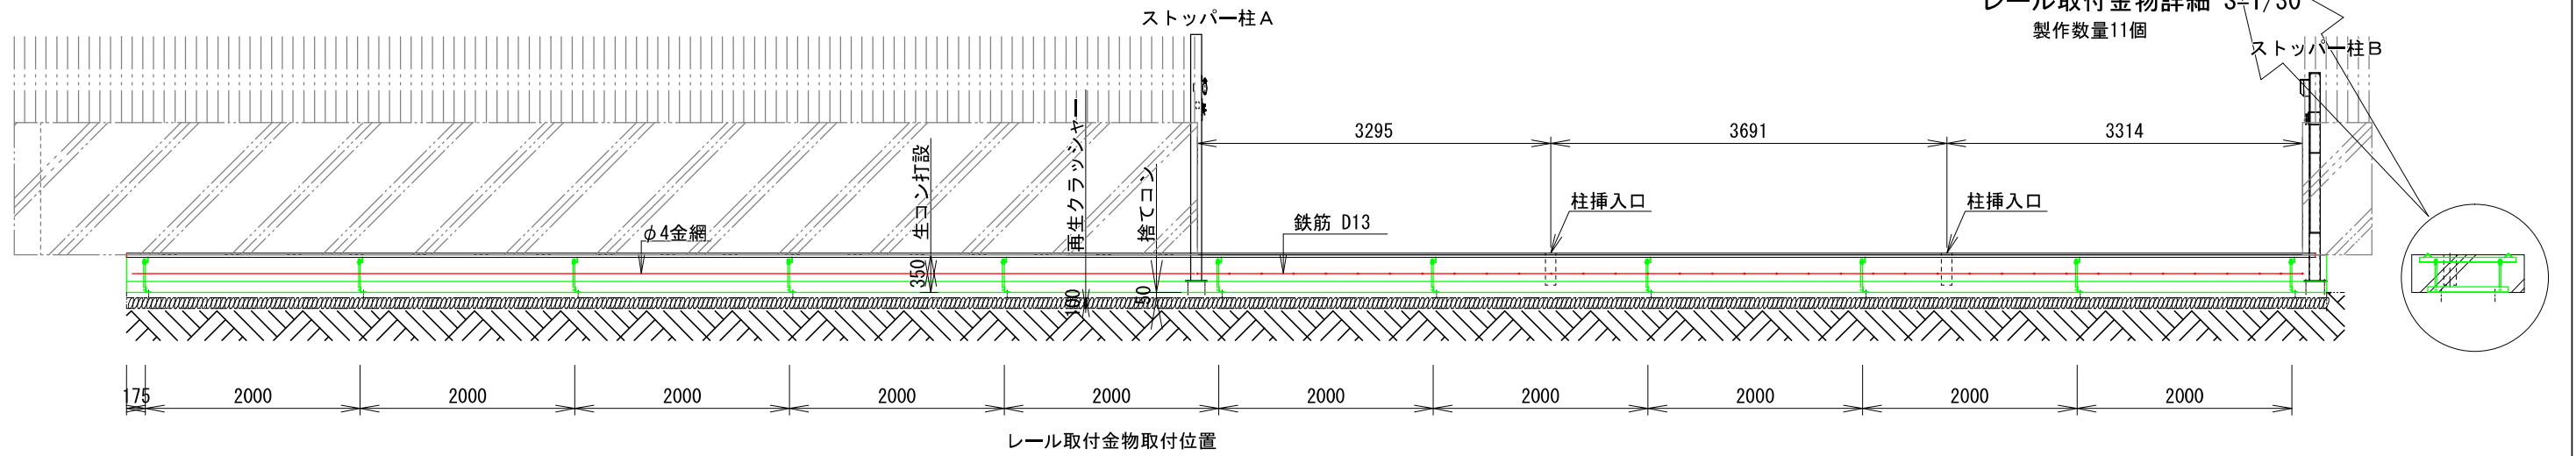 ストッパー柱A
レール取付金物詳細 S=1/30
製作数量11個
ストッパー柱B
3295
3691
3314
生コン打設
再生クラッシャー
捨てコン
柱挿入口
柱挿入口
φ4金網
鉄筋 D13
350
100
50
175
2000
2000
2000
2000
2000
2000
2000
2000
2000
2000
レール取付金物取付位置